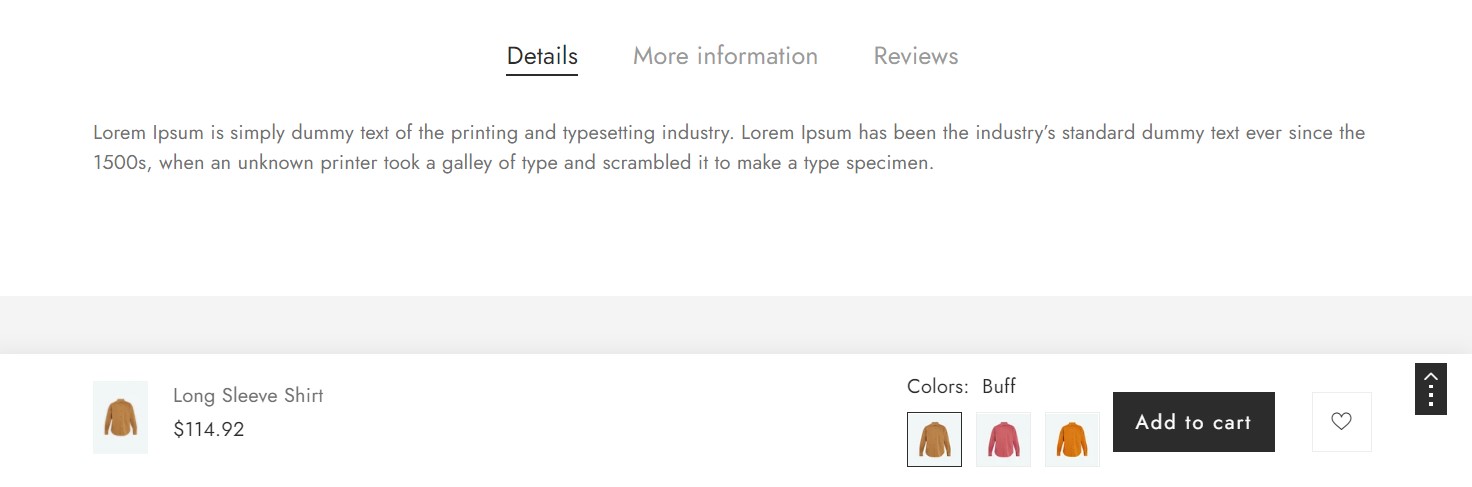 Details More information Reviews
Lorem Ipsum is simply dummy text of the printing and typesetting industry. Lorem Ipsum has been the industry’s standard dummy text ever since the
1500s, when an unknown printer took a galley of type and scrambled it to make a type specimen.
Long Sleeve Shirt
$114.92
Colors: Buff
Add to cart